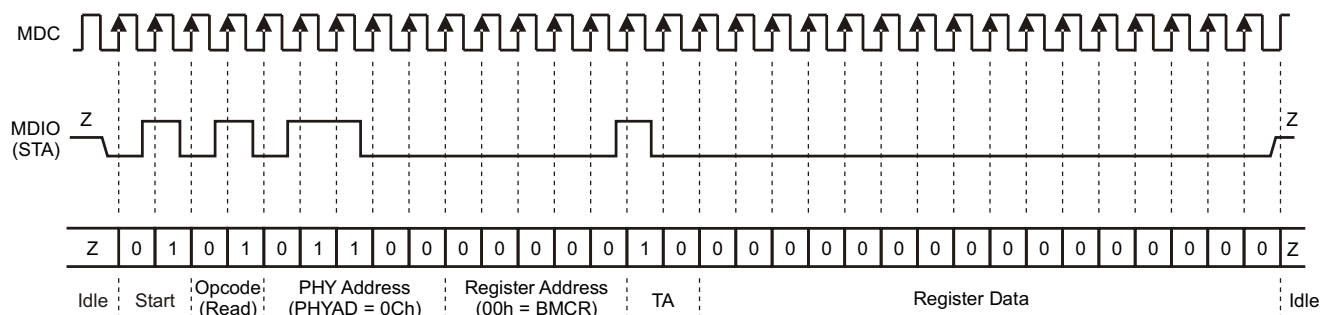 MDC
Z Z
MDIO
(STA)
Z 0 1 0 1 0 1 1 0 0 0 0 0 0 0 1 0 0 0 0 0 0 0 0 0 0 0 0 0 0 0 0 0 Z
Idle Start Opcode PHY Address Register Address TA Register Data Idle
(Read) (PHYAD = 0Ch) (00h = BMCR)